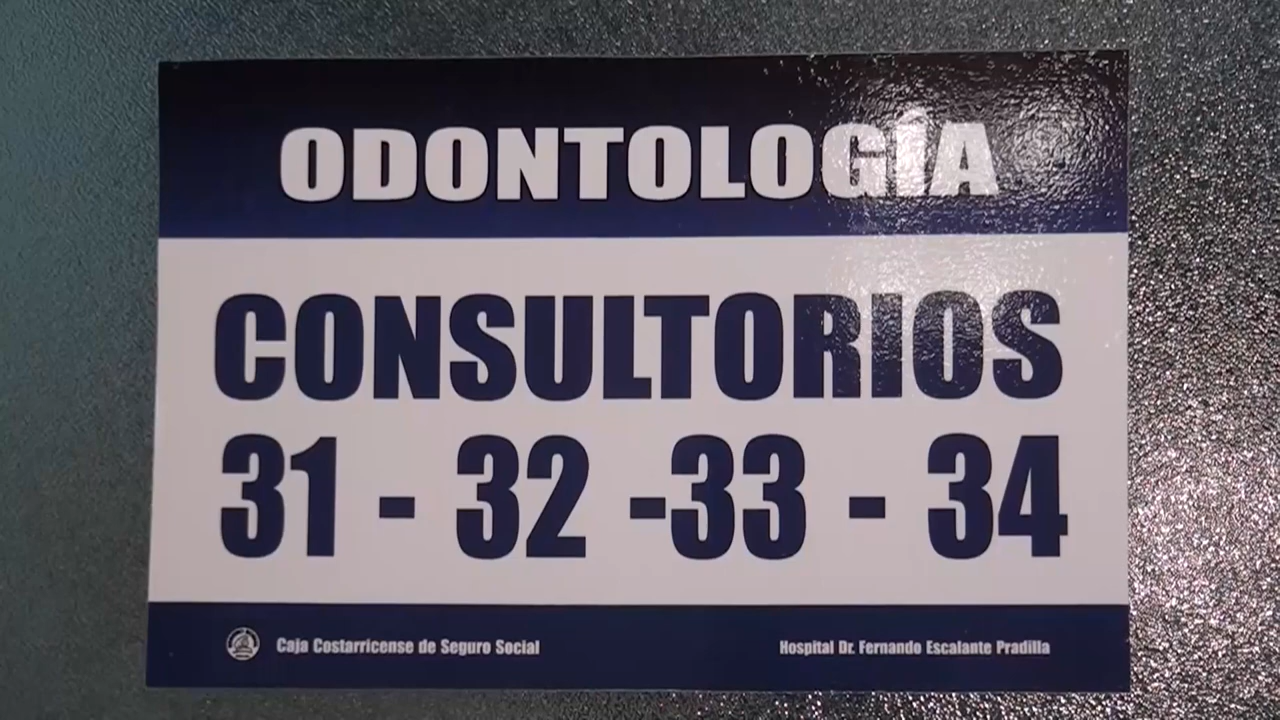 ODONTOLOGÍA
CONSULTORIOS
31 - 32 -33 - 34
Caja Costarricense de Seguro Social
Hospital Dr. Fernando Escalante Pradilla